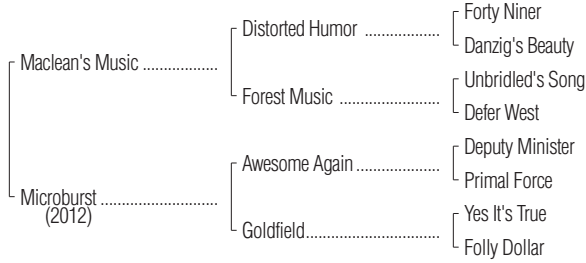 Forty Niner
Distorted Humor ..................
Danzig's Beauty
Maclean's Music ..................
Unbridled's Song
Forest Music ........................
Defer West
Deputy Minister
Awesome Again ....................
Primal Force
Microburst ............................
(2012)
Yes It's True
Goldfield................................
Folly Dollar